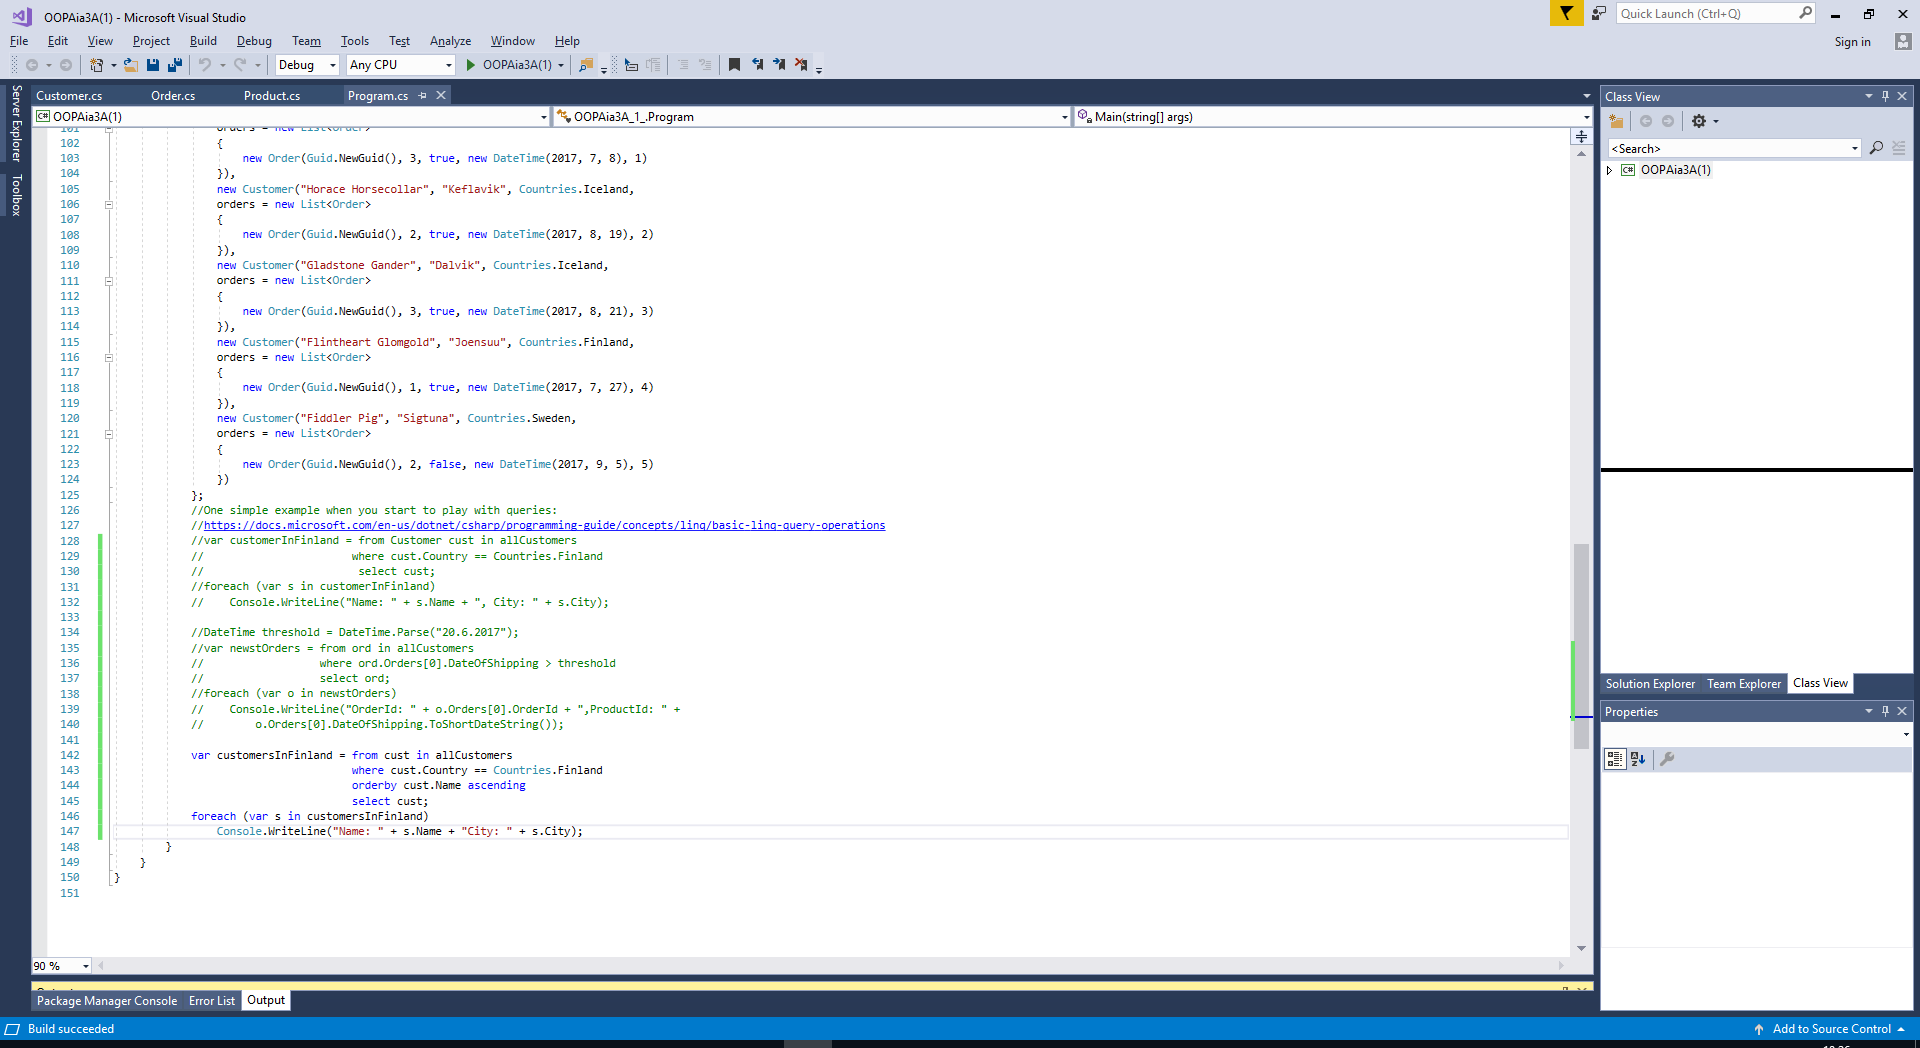 OOPAia3A(1) - Microsoft Visual Studio
Quick Launch (Ctrl+Q)
File Edit View Project Build Debug Team Tools Test Analyze Window Help
Sign in
Debug Any CPU OOPAia3A(1)
Server Explorer
Toolbox
Customer.cs Order.cs Product.cs Program.cs
OOPAia3A(1) OOPAia3A_1_.Program Main(string[] args)
101 orders = new List<Order>
102 {
103 new Order(Guid.NewGuid(), 3, true, new DateTime(2017, 7, 8), 1)
104 }),
105 new Customer("Horace Horsecollar", "Keflavik", Countries.Iceland,
106 orders = new List<Order>
107 {
108 new Order(Guid.NewGuid(), 2, true, new DateTime(2017, 8, 19), 2)
109 }),
110 new Customer("Gladstone Gander", "Dalvik", Countries.Iceland,
111 orders = new List<Order>
112 {
113 new Order(Guid.NewGuid(), 3, true, new DateTime(2017, 8, 21), 3)
114 }),
115 new Customer("Flintheart Glomgold", "Joensuu", Countries.Finland,
116 orders = new List<Order>
117 {
118 new Order(Guid.NewGuid(), 1, true, new DateTime(2017, 7, 27), 4)
119 }),
120 new Customer("Fiddler Pig", "Sigtuna", Countries.Sweden,
121 orders = new List<Order>
122 {
123 new Order(Guid.NewGuid(), 2, false, new DateTime(2017, 9, 5), 5)
124 })
125 };
126 //One simple example when you start to play with queries:
127 //https://docs.microsoft.com/en-us/dotnet/csharp/programming-guide/concepts/linq/basic-linq-query-operations
128 //var customerInFinland = from Customer cust in allCustomers
129 // where cust.Country == Countries.Finland
130 // select cust;
131 //foreach (var s in customerInFinland)
132 // Console.WriteLine("Name: " + s.Name + ", City: " + s.City);
133
134 //DateTime threshold = DateTime.Parse("20.6.2017");
135 //var newstOrders = from ord in allCustomers
136 // where ord.Orders[0].DateOfShipping > threshold
137 // select ord;
138 //foreach (var o in newstOrders)
139 // Console.WriteLine("OrderId: " + o.Orders[0].OrderId + ",ProductId: " +
140 // o.Orders[0].DateOfShipping.ToShortDateString());
141
142 var customersInFinland = from cust in allCustomers
143 where cust.Country == Countries.Finland
144 orderby cust.Name ascending
145 select cust;
146 foreach (var s in customersInFinland)
147 Console.WriteLine("Name: " + s.Name + "City: " + s.City);
148 }
149 }
150 }
151
90 %
Class View
<Search>
OOPAia3A(1)
Solution Explorer Team Explorer Class View
Properties
Package Manager Console Error List Output
Build succeeded
Add to Source Control